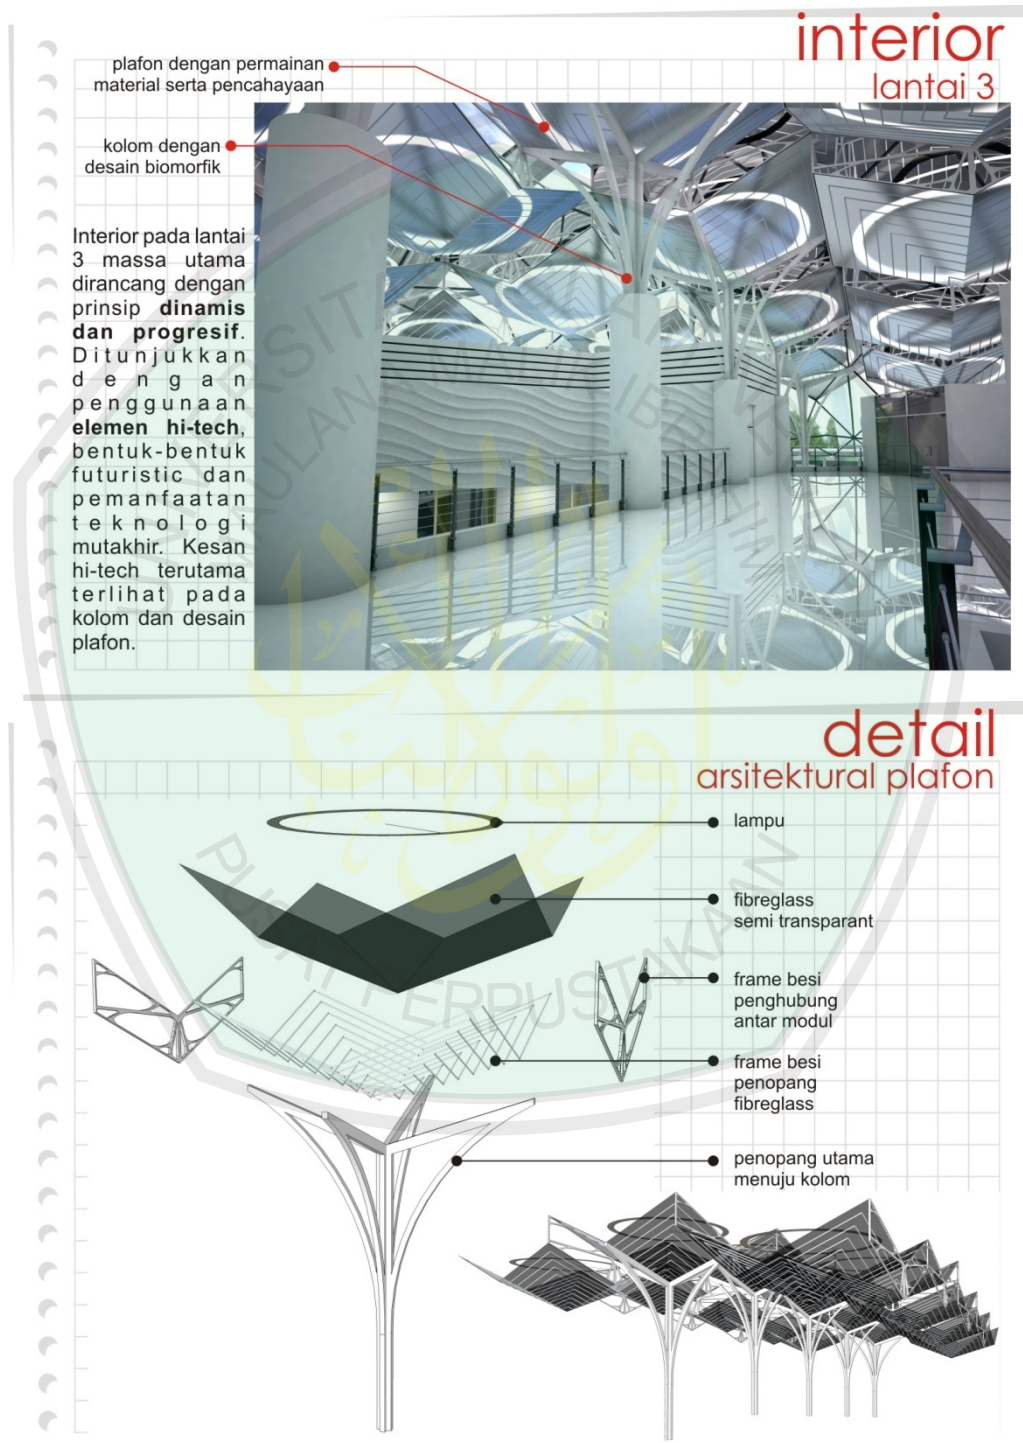 interior
lantai 3
plafon dengan permainan
material serta pencahayaan
kolom dengan
desain biomorfik
Interior pada lantai
3 massa utama
dirancang dengan
prinsip dinamis
dan progresif.
Ditunjukkan
dengan
penggunaan
elemen hi-tech,
bentuk-bentuk
futuristic dan
pemanfaatan
teknologi
mutakhir. Kesan
hi-tech terutama
terlihat pada
kolom dan desain
plafon.
detail
arsitektural plafon
lampu
fibreglass
semi transparant
frame besi
penghubung
antar modul
frame besi
penopang
fibreglass
penopang utama
menuju kolom
PUSAT PERPUSTAKAAN